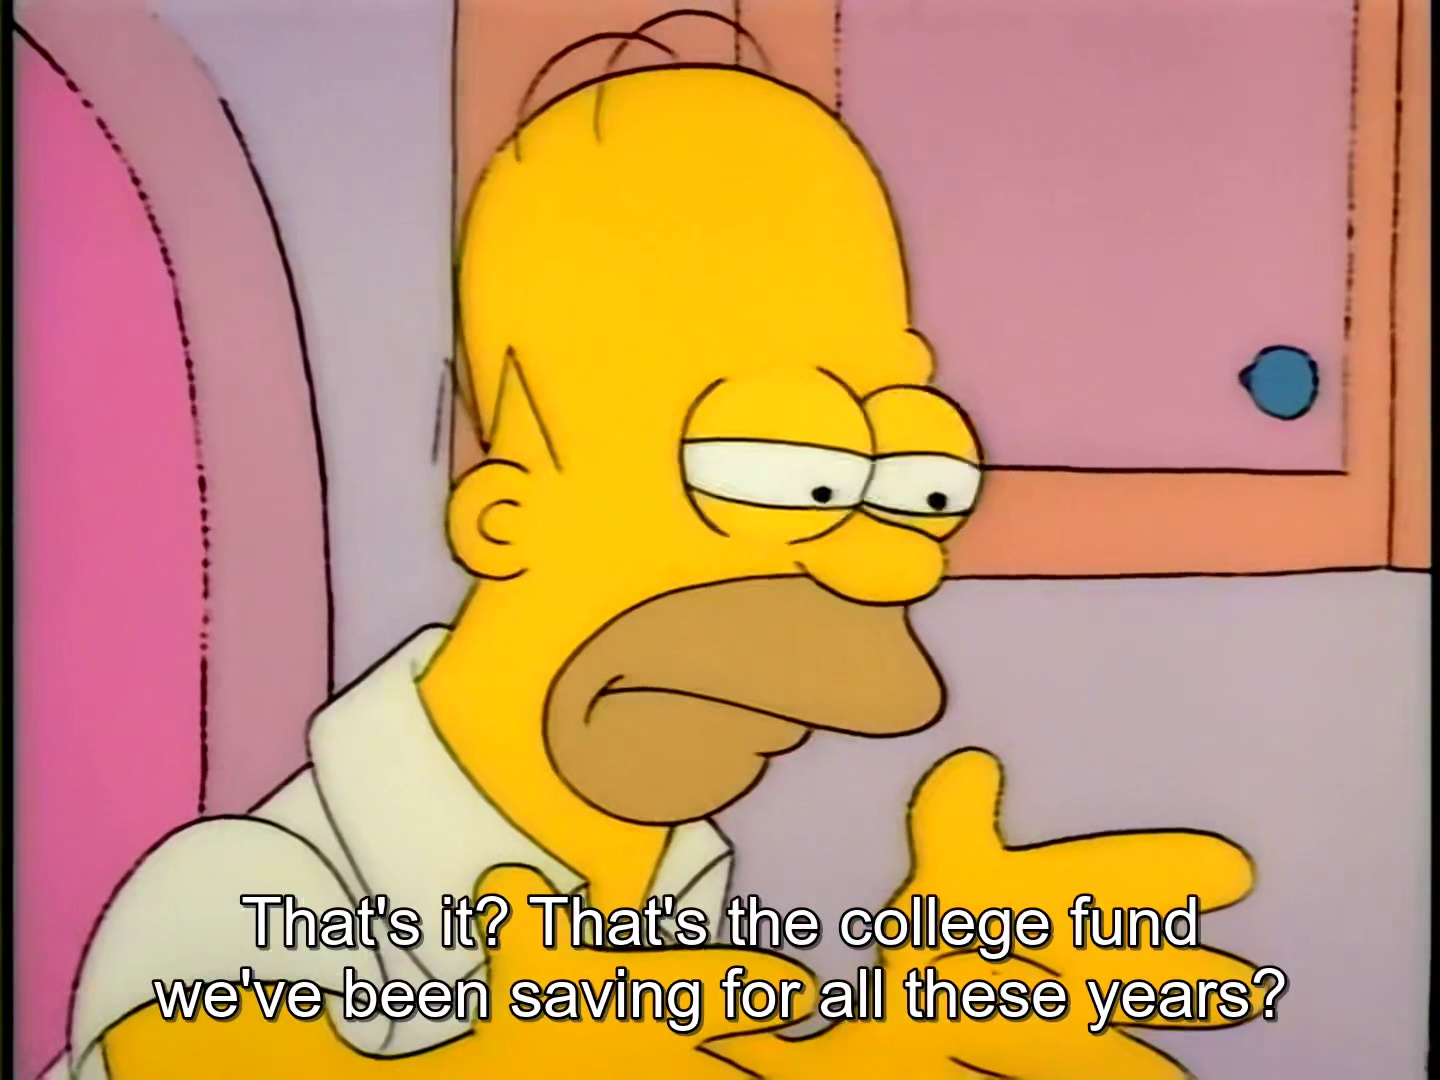 That's it? That's the college fund
we've been saving for all these years?